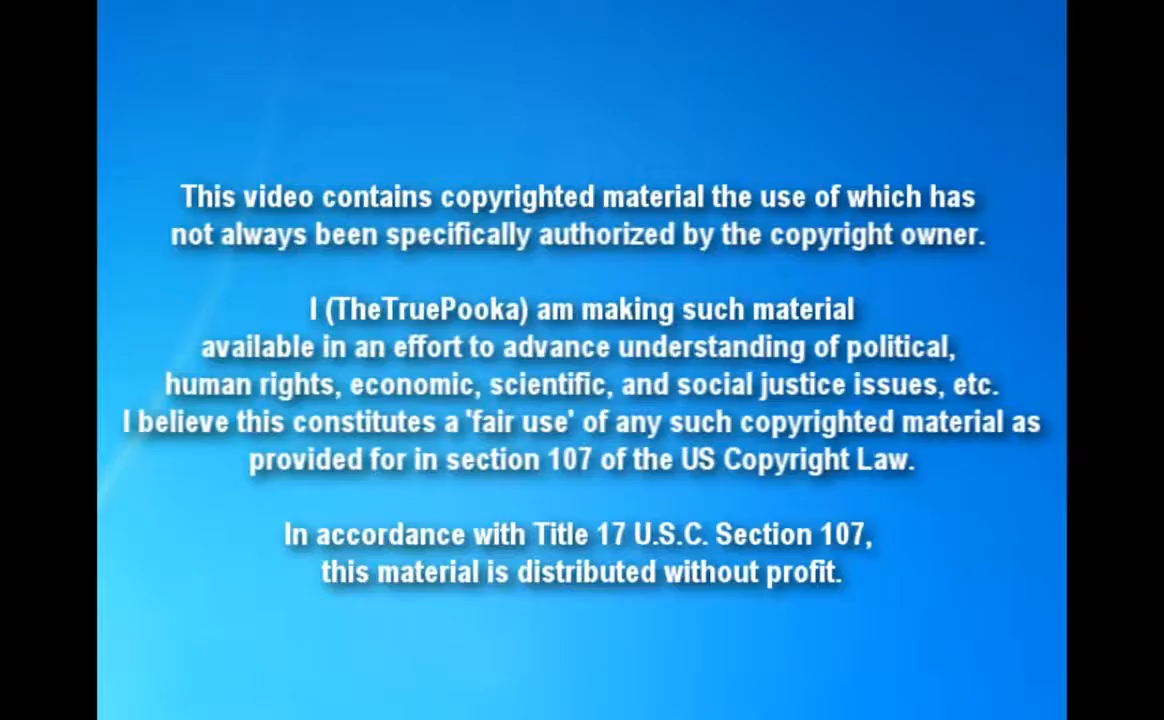 This video contains copyrighted material the use of which has
not always been specifically authorized by the copyright owner.
I (TheTruePooka) am making such material
available in an effort to advance understanding of political,
human rights, economic, scientific, and social justice issues, etc.
I believe this constitutes a 'fair use' of any such copyrighted material as
provided for in section 107 of the US Copyright Law.
In accordance with Title 17 U.S.C. Section 107,
this material is distributed without profit.